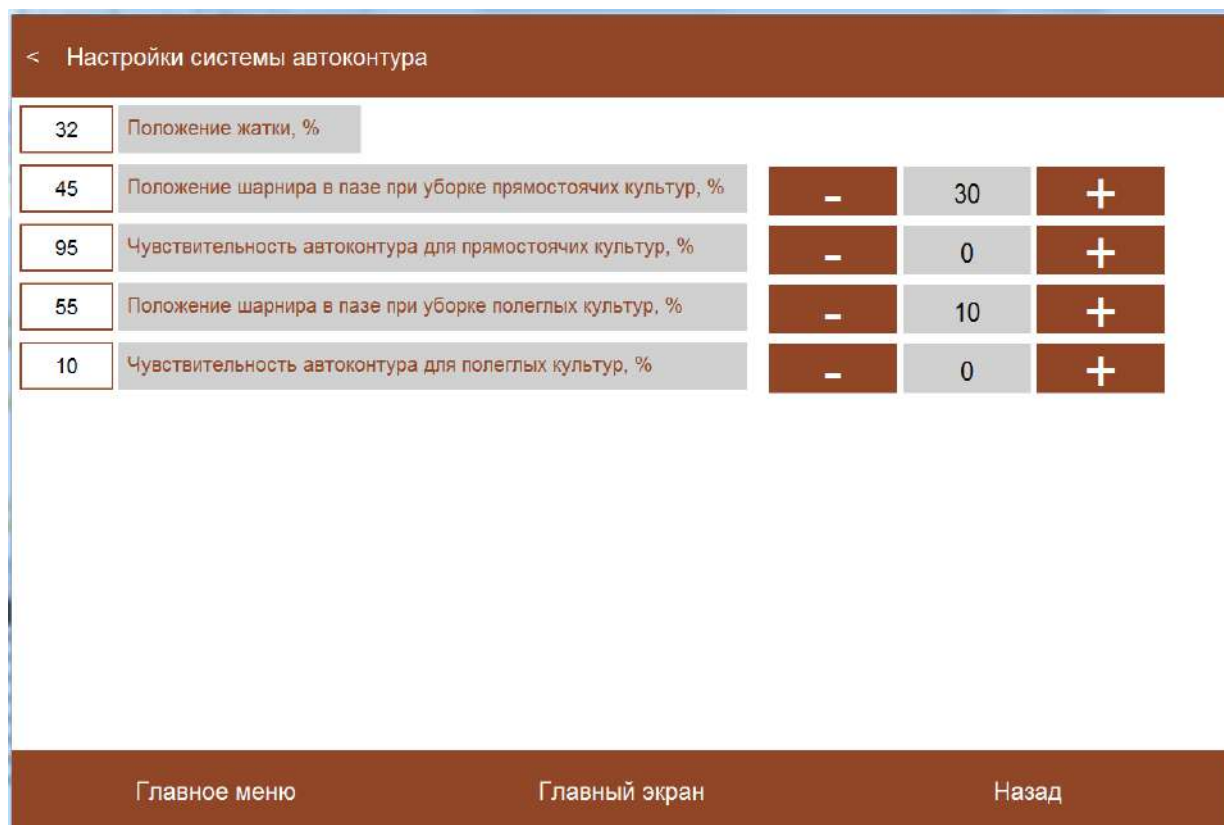 < Настройки системы автоконтура
32 Положение жатки, %
45 Положение шарнира в пазе при уборке прямостоячих культур, % - 30 +
95 Чувствительность автоконтура для прямостоячих культур, % - 0 +
55 Положение шарнира в пазе при уборке полеглых культур, % - 10 +
10 Чувствительность автоконтура для полеглых культур, % - 0 +
Главное меню Главный экран Назад